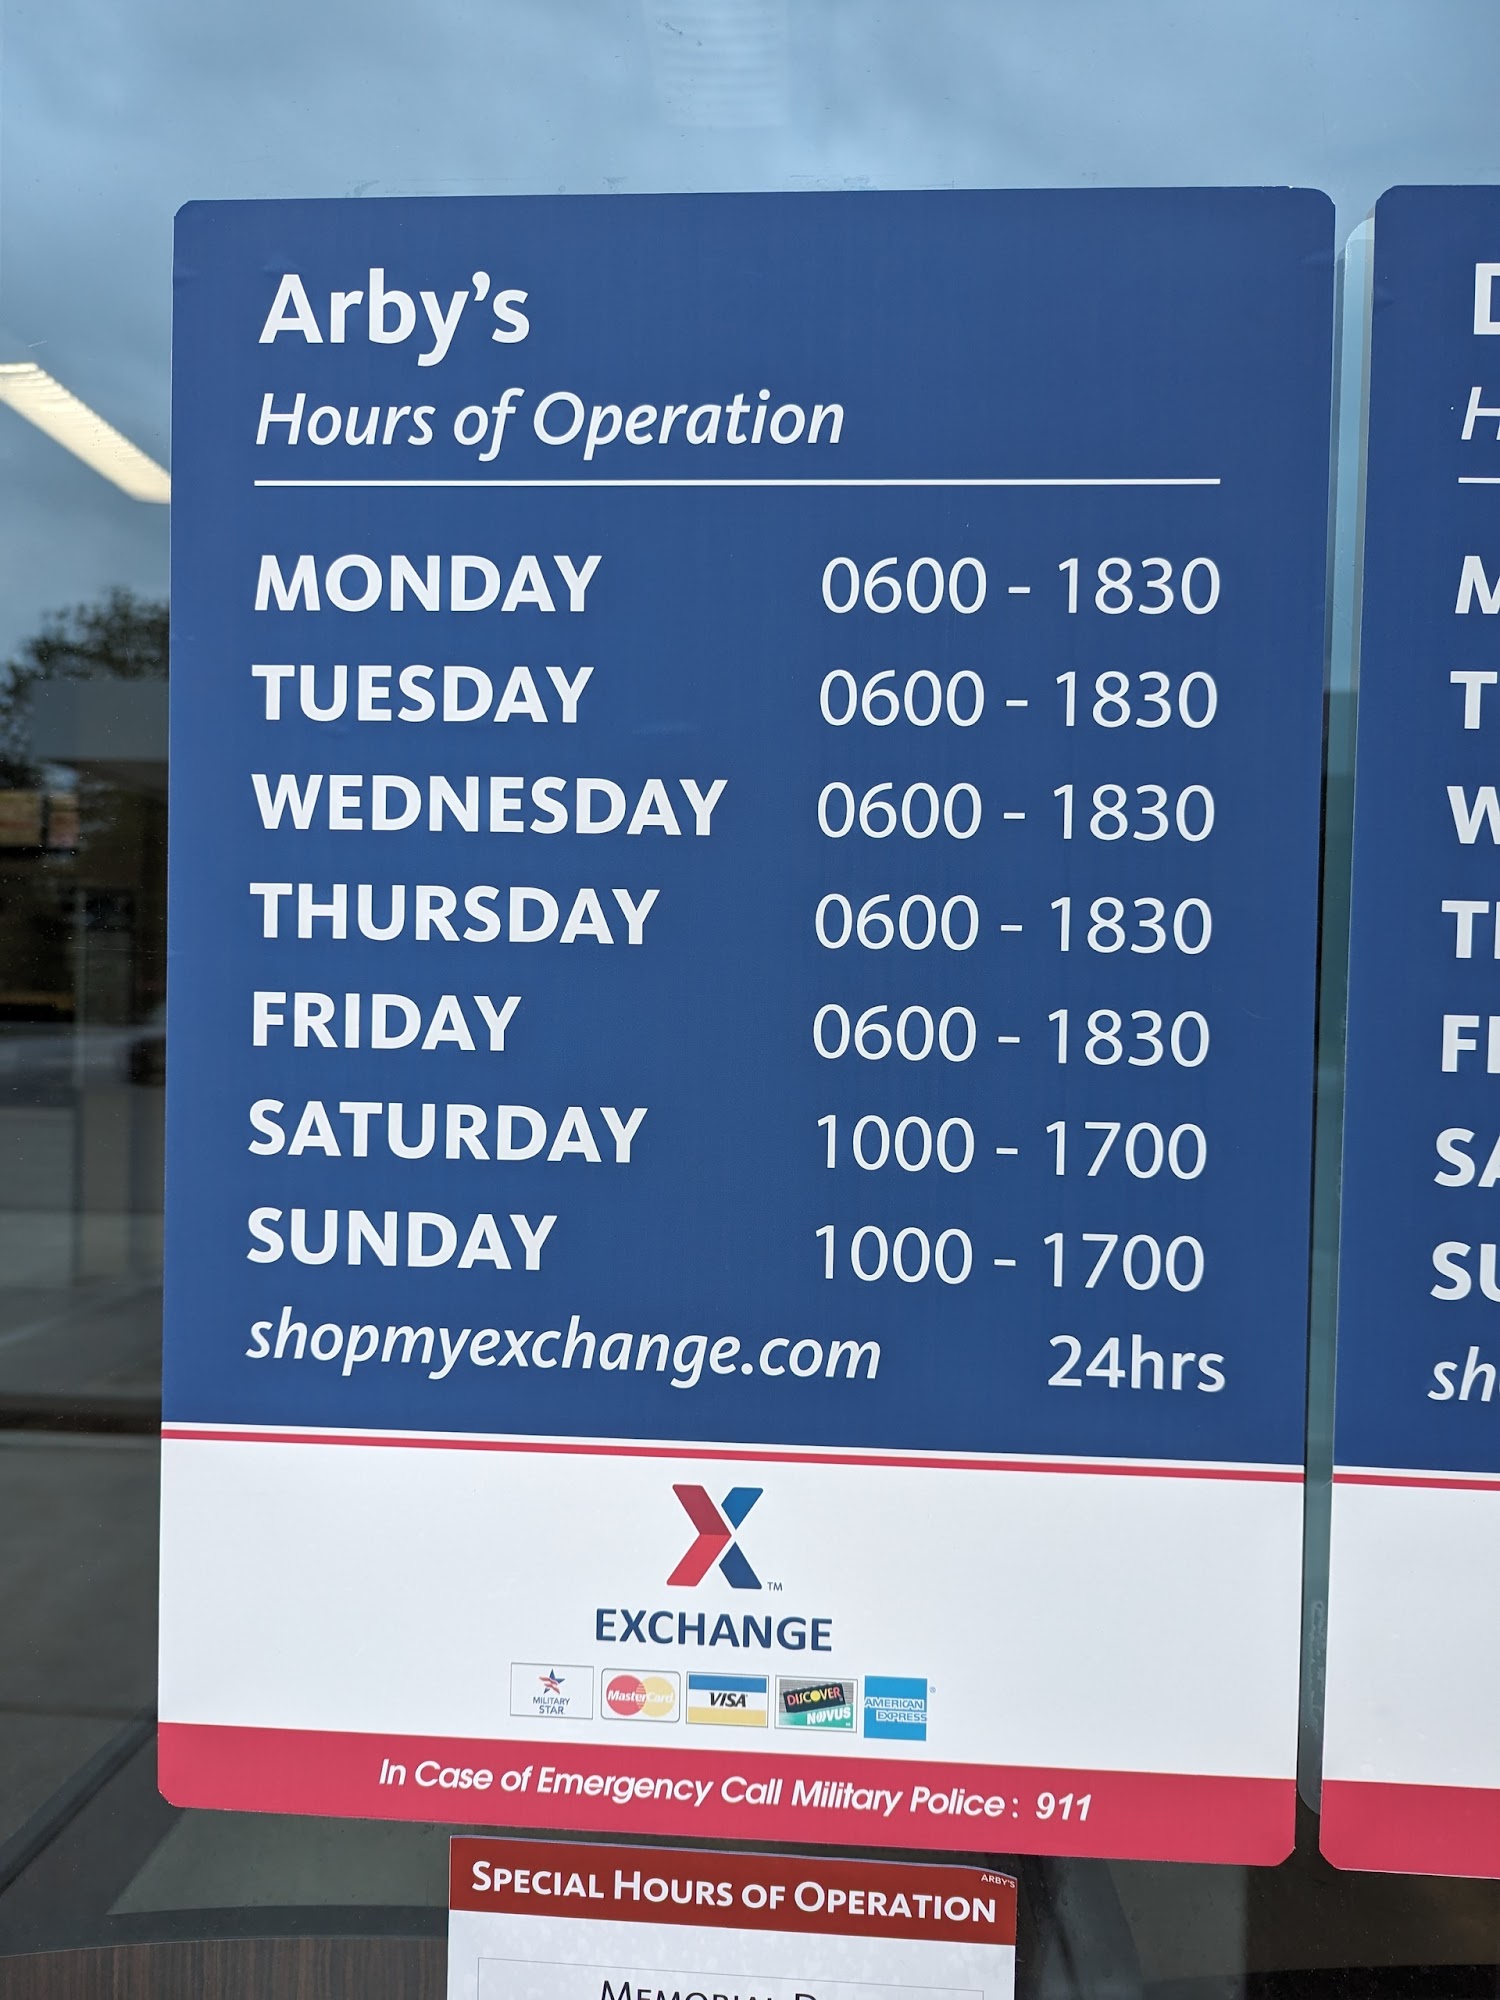 Arby's
Hours of Operation
MONDAY 0600 - 1830
TUESDAY 0600 - 1830
WEDNESDAY 0600 - 1830
THURSDAY 0600 - 1830
FRIDAY 0600 - 1830
SATURDAY 1000 - 1700
SUNDAY 1000 - 1700
shopmyexchange.com 24hrs
TM
EXCHANGE
MILITARY STAR MasterCard VISA DISCOVER NOVUS AMERICAN EXPRESS
In Case of Emergency Call Military Police: 911
ARBY'S
SPECIAL HOURS OF OPERATION
MEMORIAL